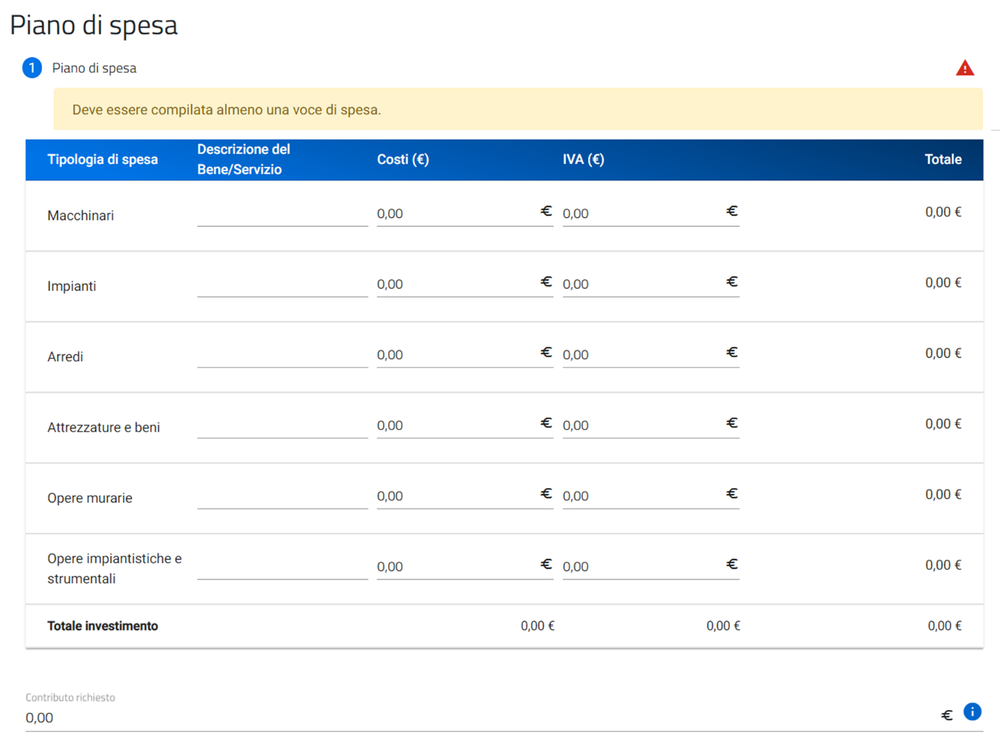 Piano di spesa
1 Piano di spesa
Deve essere compilata almeno una voce di spesa.
Tipologia di spesa Descrizione del Bene/Servizio Costi (€) IVA (€) Totale
Macchinari 0,00 € 0,00 € 0,00 €
Impianti 0,00 € 0,00 € 0,00 €
Arredi 0,00 € 0,00 € 0,00 €
Attrezzature e beni 0,00 € 0,00 € 0,00 €
Opere murarie 0,00 € 0,00 € 0,00 €
Opere impiantistiche e strumentali 0,00 € 0,00 € 0,00 €
Totale investimento 0,00 € 0,00 € 0,00 €
Contributo richiesto
0,00 €